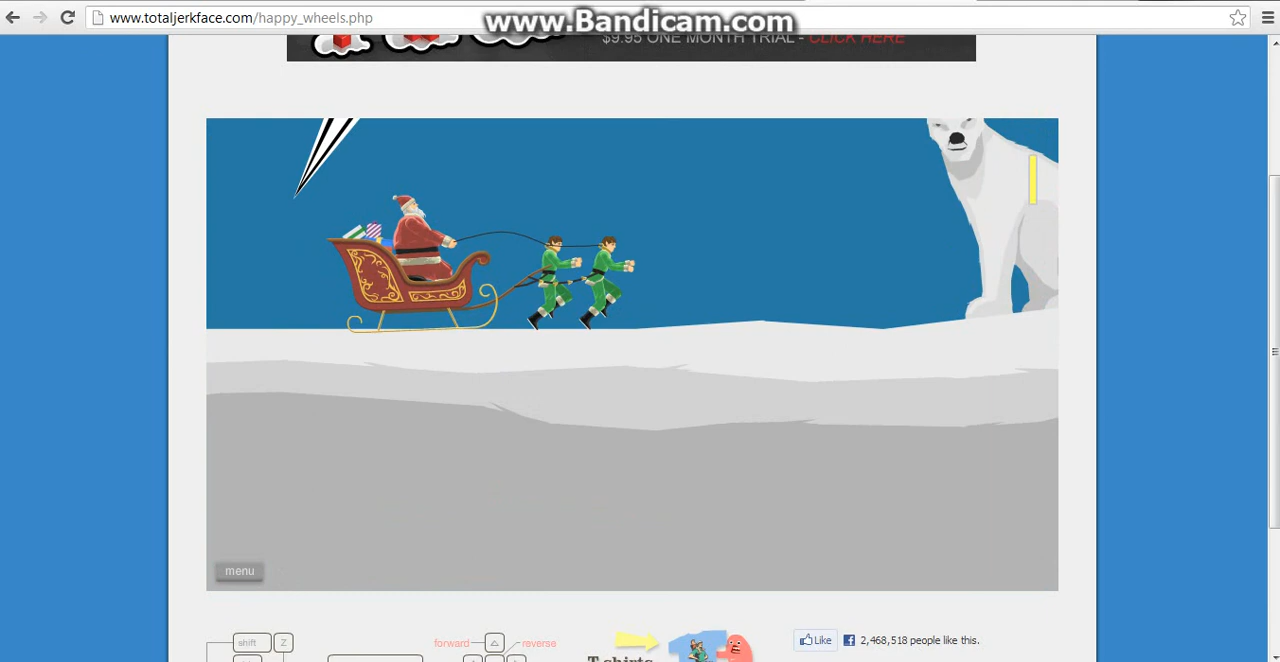 www.totaljerkface.com/happy_wheels.php
www.Bandicam.com
$9.95 ONE MONTH TRIAL - CLICK HERE
menu
shift Z
forward reverse
T-shirts
Like 2,468,518 people like this.